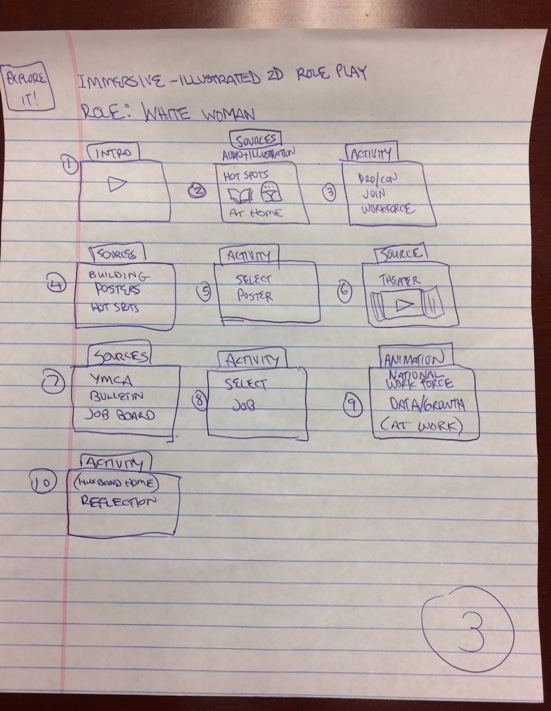 EXPLORE
IT!
IMMERSIVE - ILLUSTRATED 2D ROLE PLAY
ROLE: WHITE WOMAN
1
INTRO
2
SOURCES
AUDIO + ILLUSTRATION
HOT SPOTS
AT HOME
3
ACTIVITY
PRO/CON
JOIN
WORKFORCE
4
SOURCES
BUILDING
POSTERS
HOT SPOTS
5
ACTIVITY
SELECT
POSTER
6
SOURCE
THEATER
7
SOURCES
YMCA
BULLETIN
JOB BOARD
8
ACTIVITY
SELECT
JOB
9
ANIMATION
NATIONAL
WORK FORCE
DATA/GROWTH
(AT WORK)
10
ACTIVITY
(HUSBAND HOME)
REFLECTION
3